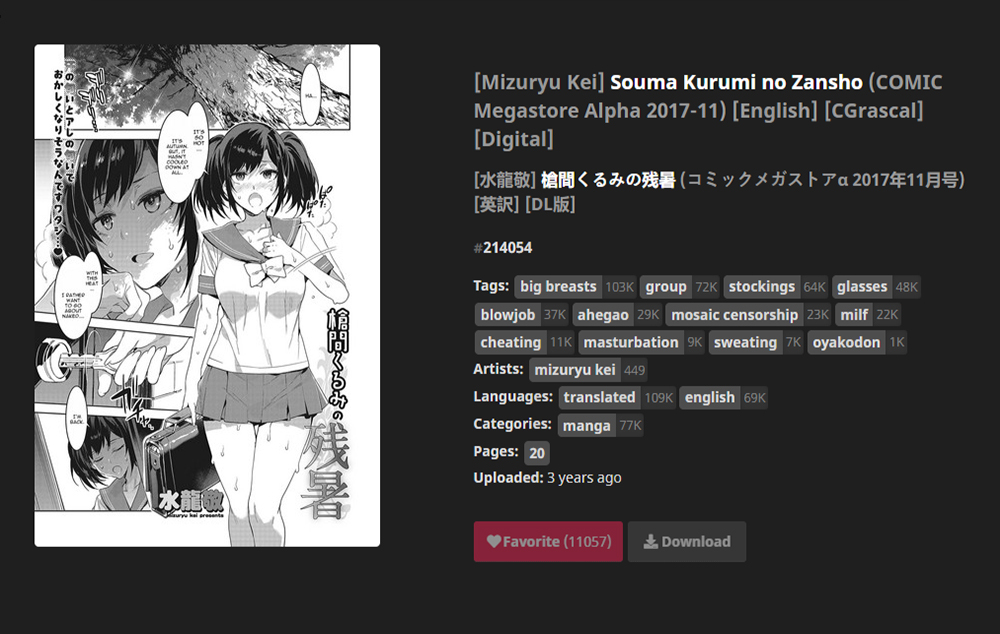 おかしくなりそうなんですワタシ…♥
HA...
IT'S
SO
HOT
...
IT'S
AUTUMN.
BUT, IT
HASN'T
COOLED
DOWN AT
ALL..
WITH
THIS
HEAT
...
I RATHER
WANT
TO GO
ABOUT
NAKED...
I'M
BACK.
槍間くるみの
残暑
水龍敬
mizuryu kei presents
[Mizuryu Kei] Souma Kurumi no Zansho (COMIC
Megastore Alpha 2017-11) [English] [CGrascal]
[Digital]
[水龍敬] 槍間くるみの残暑 (コミックメガストアα 2017年11月号)
[英訳] [DL版]
#214054
Tags: big breasts 103K group 72K stockings 64K glasses 48K
blowjob 37K ahegao 29K mosaic censorship 23K milf 22K
cheating 11K masturbation 9K sweating 7K oyakodon 1K
Artists: mizuryu kei 449
Languages: translated 109K english 69K
Categories: manga 77K
Pages: 20
Uploaded: 3 years ago
Favorite (11057) Download